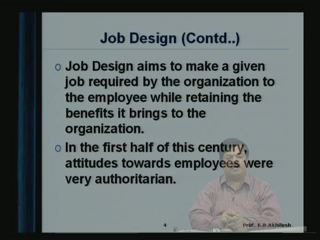 Job Design (Contd..)
o Job Design aims to make a given
job required by the organization to
the employee while retaining the
benefits it brings to the
organization.
o In the first half of this century,
attitudes towards employees were
very authoritarian.
Prof. K.B.Akhilesh